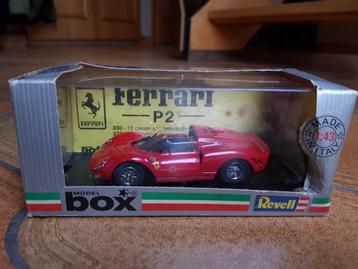 ferrari
P2
Ferrari
MADE
IN ITALY
1:43
MODEL
box
Revell